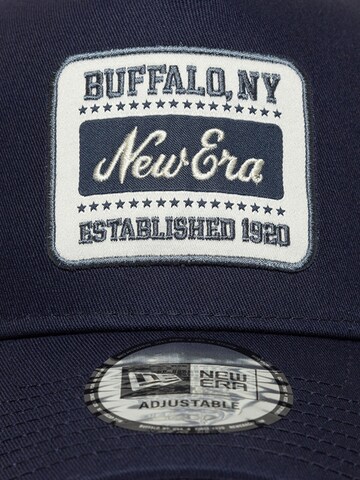 BUFFALO, NY
New Era
ESTABLISHED 1920
NEW ERA
ADJUSTABLE